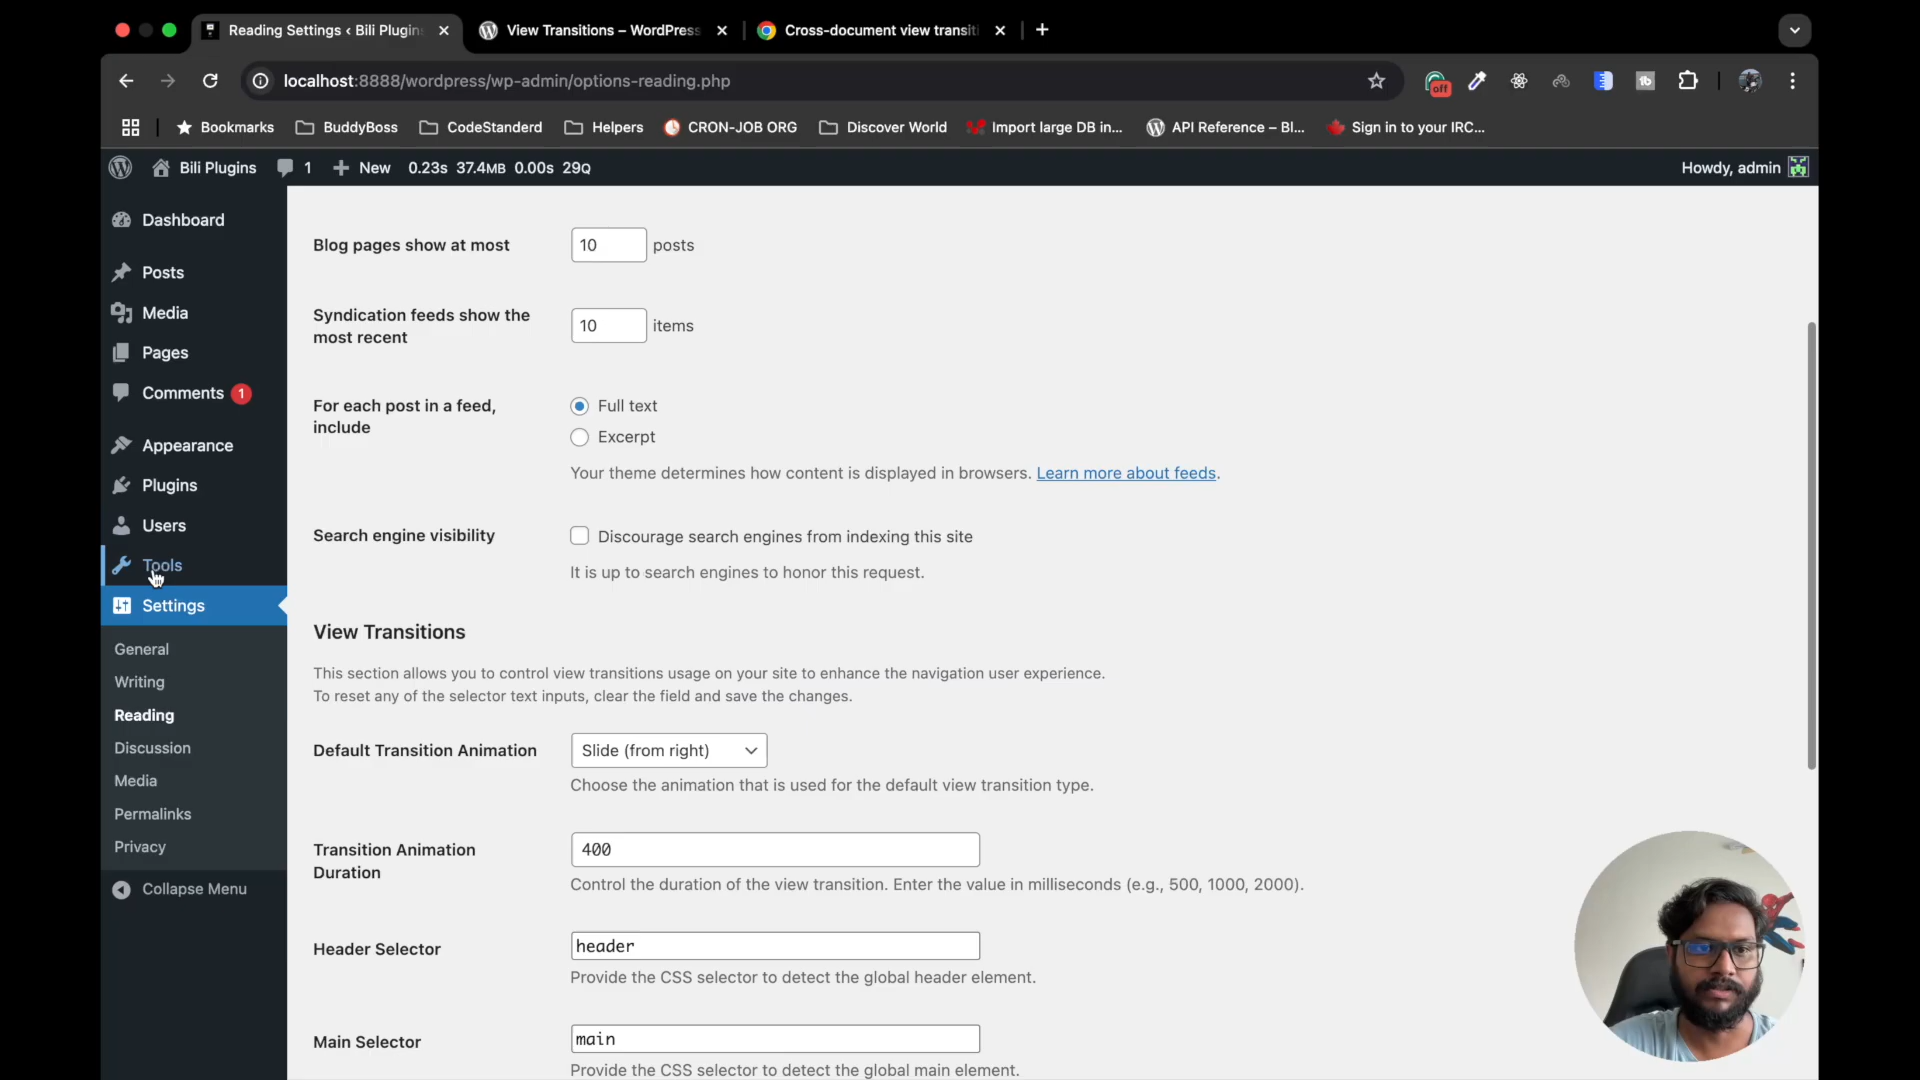 Reading Settings ‹ Bili Plugin
View Transitions – WordPress
Cross-document view transiti
localhost:8888/wordpress/wp-admin/options-reading.php
off
Bookmarks
BuddyBoss
CodeStanderd
Helpers
CRON-JOB ORG
Discover World
Import large DB in...
API Reference – Bl...
Sign in to your IRC...
Bili Plugins
1
New
0.23s 37.4MB 0.00s 29Q
Howdy, admin
Dashboard
Posts
Media
Pages
Comments 1
Appearance
Plugins
Users
Tools
Settings
General
Writing
Reading
Discussion
Media
Permalinks
Privacy
Collapse Menu
Blog pages show at most
10 posts
Syndication feeds show the
most recent
10 items
For each post in a feed,
include
Full text
Excerpt
Your theme determines how content is displayed in browsers. Learn more about feeds.
Search engine visibility
Discourage search engines from indexing this site
It is up to search engines to honor this request.
View Transitions
This section allows you to control view transitions usage on your site to enhance the navigation user experience.
To reset any of the selector text inputs, clear the field and save the changes.
Default Transition Animation
Slide (from right)
Choose the animation that is used for the default view transition type.
Transition Animation
Duration
400
Control the duration of the view transition. Enter the value in milliseconds (e.g., 500, 1000, 2000).
Header Selector
header
Provide the CSS selector to detect the global header element.
Main Selector
main
Provide the CSS selector to detect the global main element.